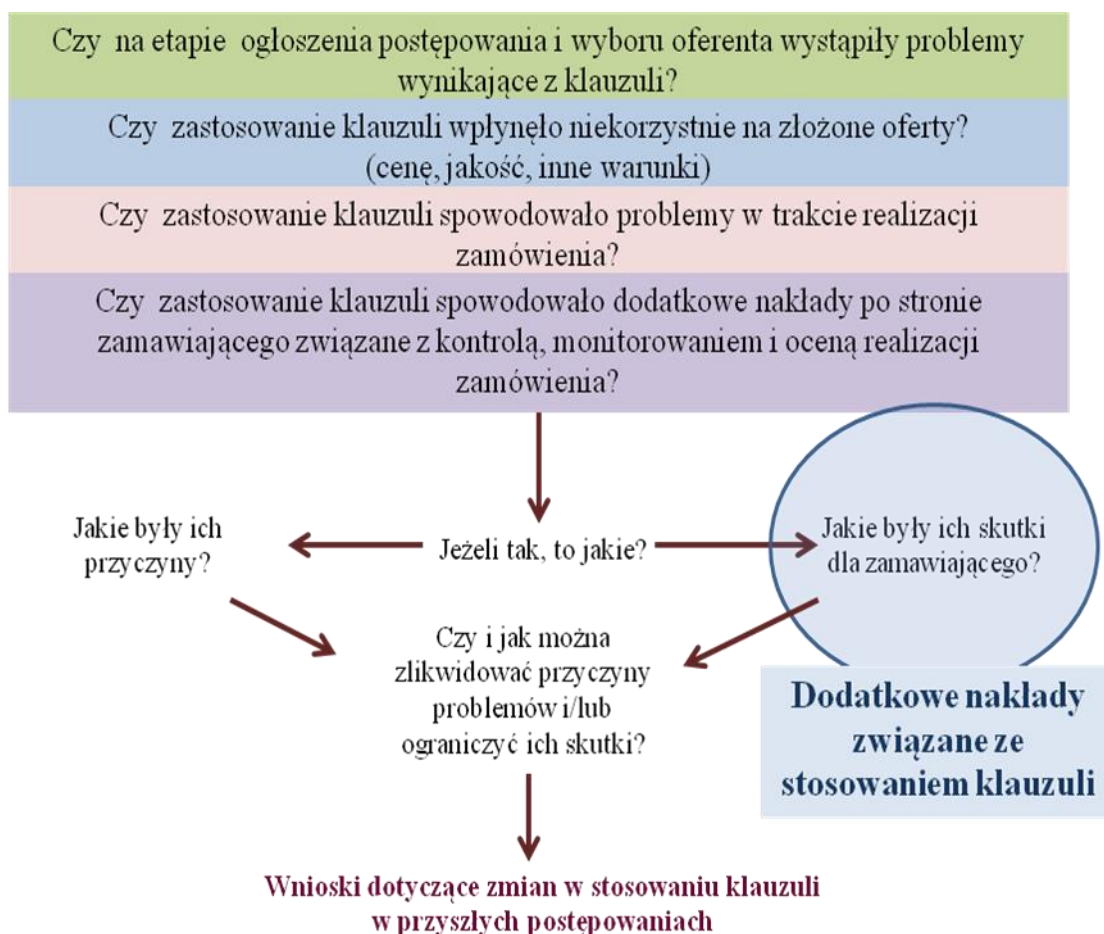 Czy na etapie ogłoszenia postępowania i wyboru oferenta wystąpiły problemy
wynikające z klauzuli?
Czy zastosowanie klauzuli wpłynęło niekorzystnie na złożone oferty?
(cenę, jakość, inne warunki)
Czy zastosowanie klauzuli spowodowało problemy w trakcie realizacji
zamówienia?
Czy zastosowanie klauzuli spowodowało dodatkowe nakłady po stronie
zamawiającego związane z kontrolą, monitorowaniem i oceną realizacji
zamówienia?
Jakie były ich
przyczyny?
Jeżeli tak, to jakie?
Jakie były ich skutki
dla zamawiającego?
Czy i jak można
zlikwidować przyczyny
problemów i/lub
ograniczyć ich skutki?
Dodatkowe nakłady
związane ze
stosowaniem klauzuli
Wnioski dotyczące zmian w stosowaniu klauzuli
w przyszłych postępowaniach